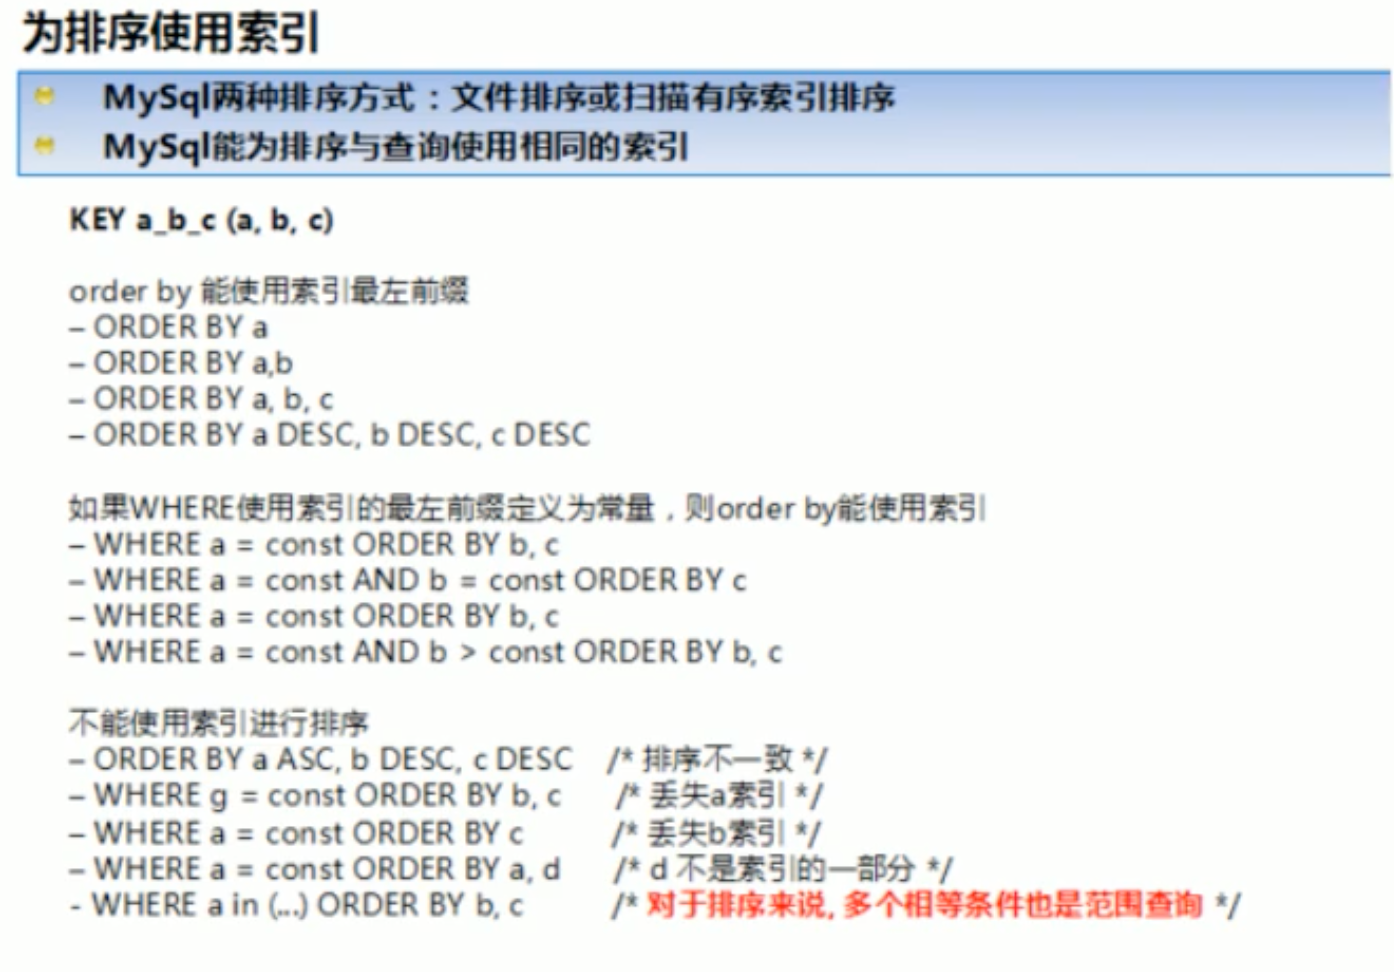 为排序使用索引
MySql两种排序方式：文件排序或扫描有序索引排序
MySql能为排序与查询使用相同的索引
KEY a_b_c (a, b, c)
order by 能使用索引最左前缀
– ORDER BY a
– ORDER BY a,b
– ORDER BY a, b, c
– ORDER BY a DESC, b DESC, c DESC
如果WHERE使用索引的最左前缀定义为常量，则order by能使用索引
– WHERE a = const ORDER BY b, c
– WHERE a = const AND b = const ORDER BY c
– WHERE a = const ORDER BY b, c
– WHERE a = const AND b > const ORDER BY b, c
不能使用索引进行排序
– ORDER BY a ASC, b DESC, c DESC /* 排序不一致 */
– WHERE g = const ORDER BY b, c /* 丢失a索引 */
– WHERE a = const ORDER BY c /* 丢失b索引 */
– WHERE a = const ORDER BY a, d /* d 不是索引的一部分 */
- WHERE a in (...) ORDER BY b, c /* 对于排序来说, 多个相等条件也是范围查询 */